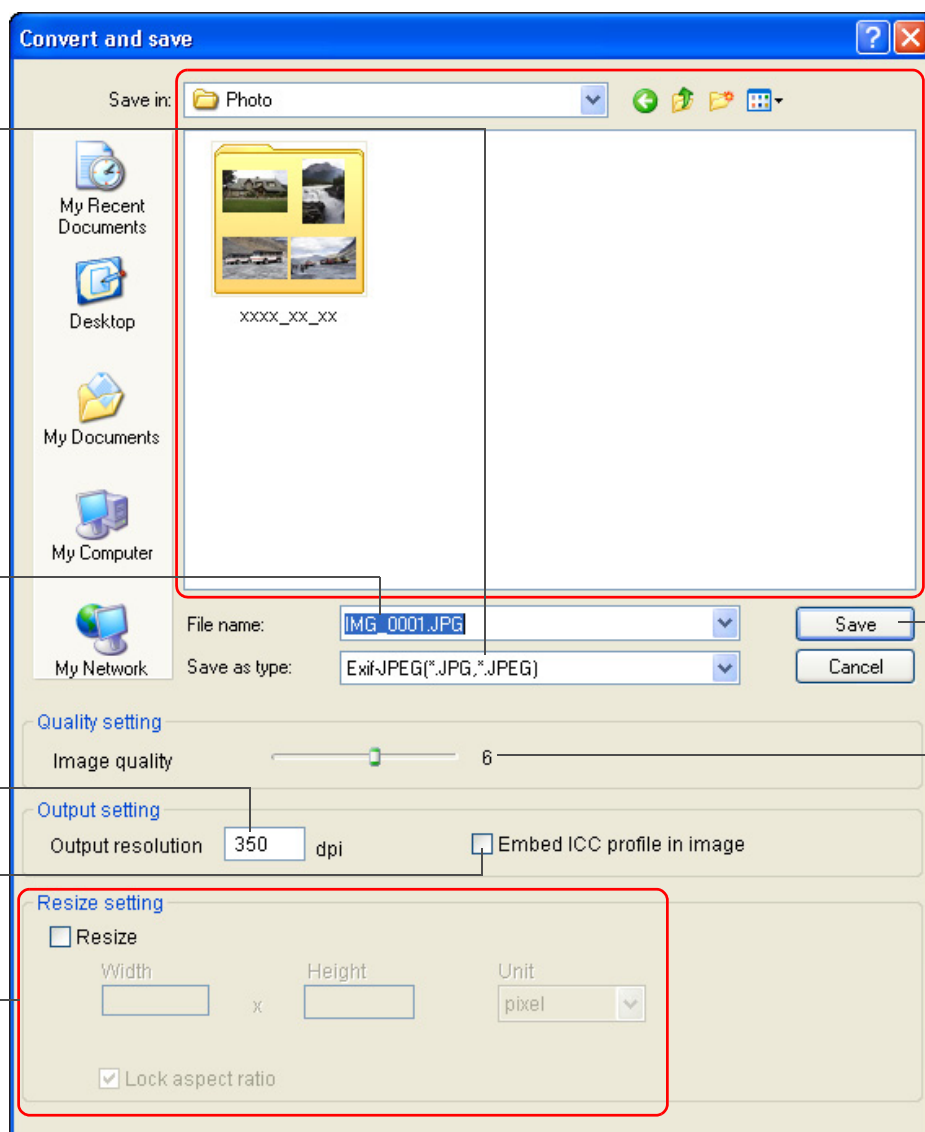 Convert and save
Save in: Photo
My Recent
Documents
Desktop
My Documents
My Computer
My Network
xxxx_xx_xx
File name: IMG_0001.JPG Save
Save as type: Exif-JPEG(*.JPG,*.JPEG) Cancel
Quality setting
Image quality 6
Output setting
Output resolution 350 dpi Embed ICC profile in image
Resize setting
Resize
Width Height Unit
x pixel
Lock aspect ratio